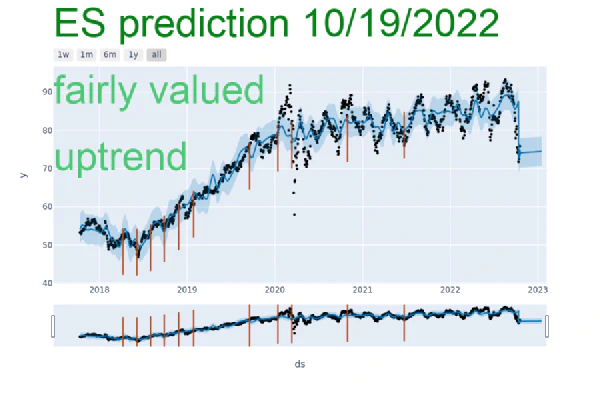 ES prediction 10/19/2022
1w 1m 6m 1y all
fairly valued
uptrend
90
80
70
60
50
40
y
2018 2019 2020 2021 2022 2023
ds